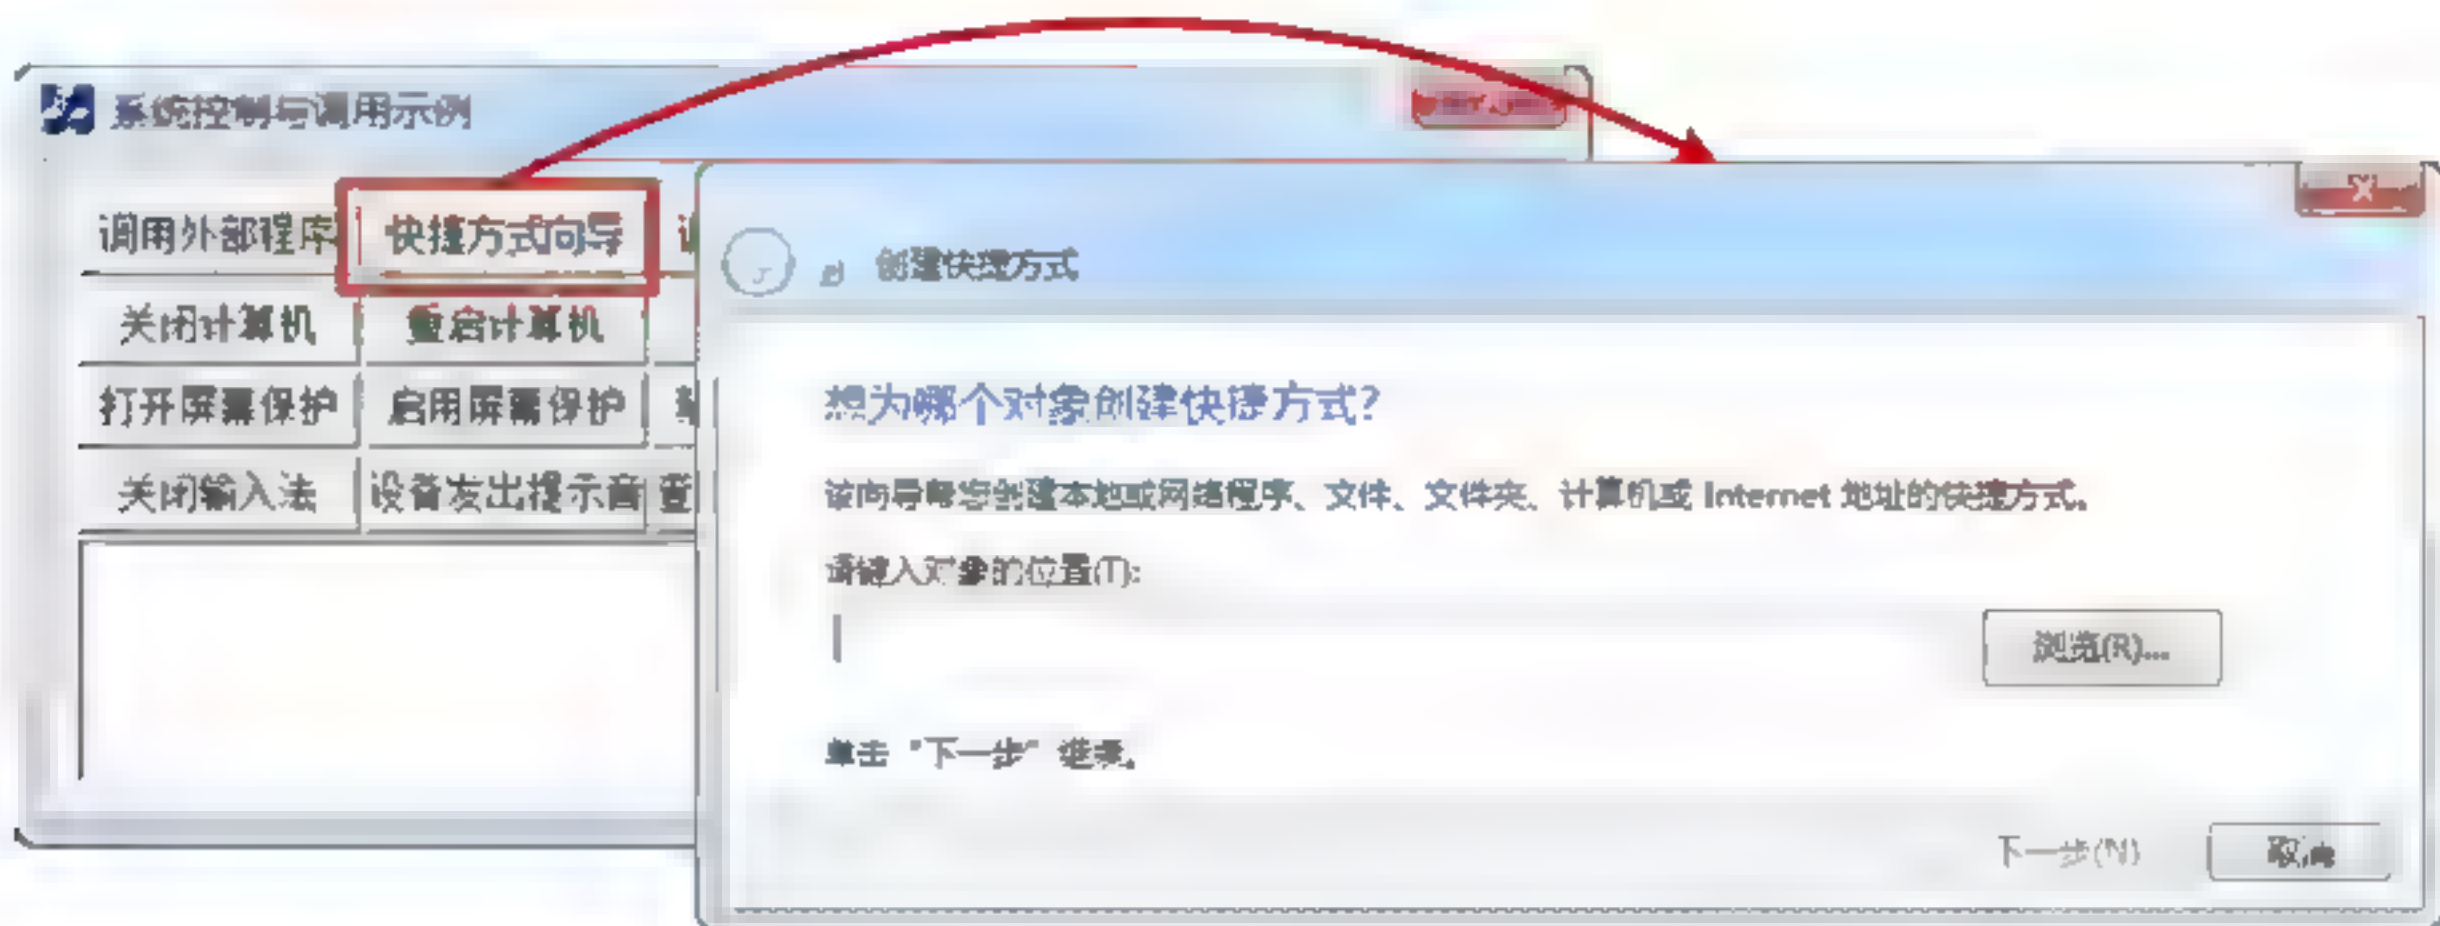 系统控制与调用示例
调用外部程序 快捷方式向导
关闭计算机 重启计算机
打开屏幕保护 启用屏幕保护
关闭输入法 设备发出提示音 查
创建快捷方式
想为哪个对象创建快捷方式?
该向导帮您创建本地或网络程序、文件、文件夹、计算机或 Internet 地址的快捷方式。
请键入对象的位置(T):
浏览(R)...
单击“下一步”继续。
下一步(N) 取消